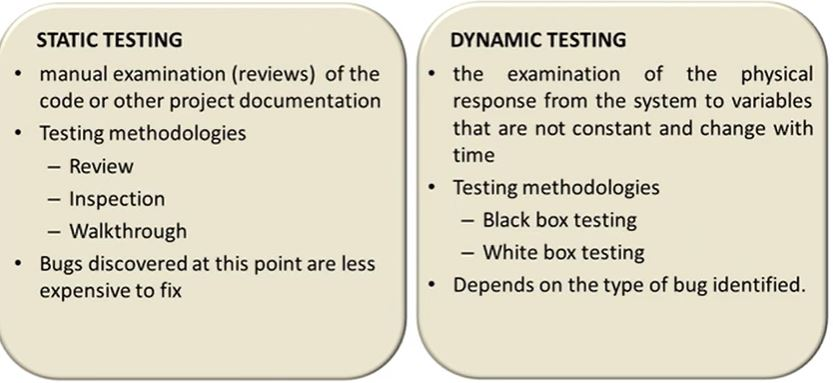 STATIC TESTING
• manual examination (reviews) of the
code or other project documentation
• Testing methodologies
– Review
– Inspection
– Walkthrough
• Bugs discovered at this point are less
expensive to fix
DYNAMIC TESTING
• the examination of the physical
response from the system to variables
that are not constant and change with
time
• Testing methodologies
– Black box testing
– White box testing
• Depends on the type of bug identified.